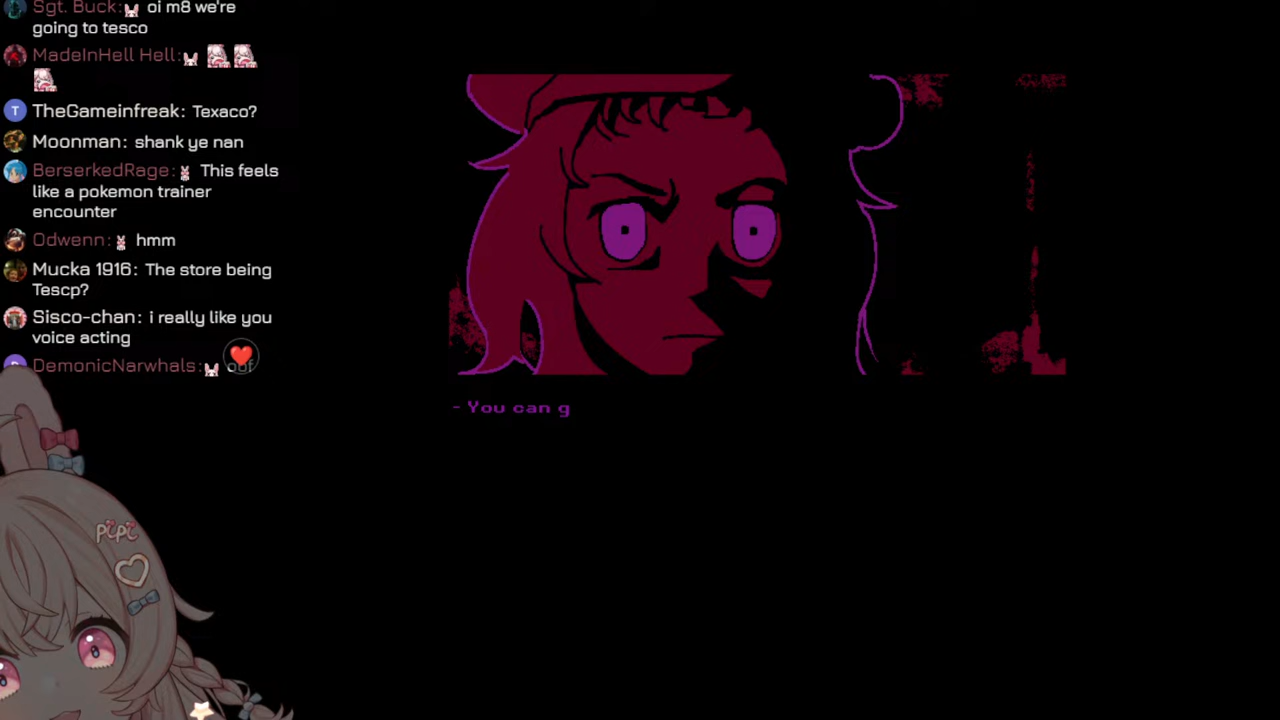 Sgt. Buck: oi m8 we're
going to tesco
MadeInHell Hell:
T TheGameinfreak: Texaco?
Moonman: shank ye nan
BerserkedRage: This feels
like a pokemon trainer
encounter
Odwenn: hmm
Mucka 1916: The store being
Tescp?
Sisco-chan: i really like you
voice acting
DemonicNarwhals: oof
- You can g
pipi